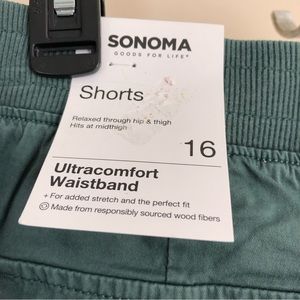 SONOMA
GOODS FOR LIFE
Shorts
Relaxed through hip & thigh
Hits at midthigh
16
Ultracomfort
Waistband
+ For added stretch and the perfect fit
Made from responsibly sourced wood fibers